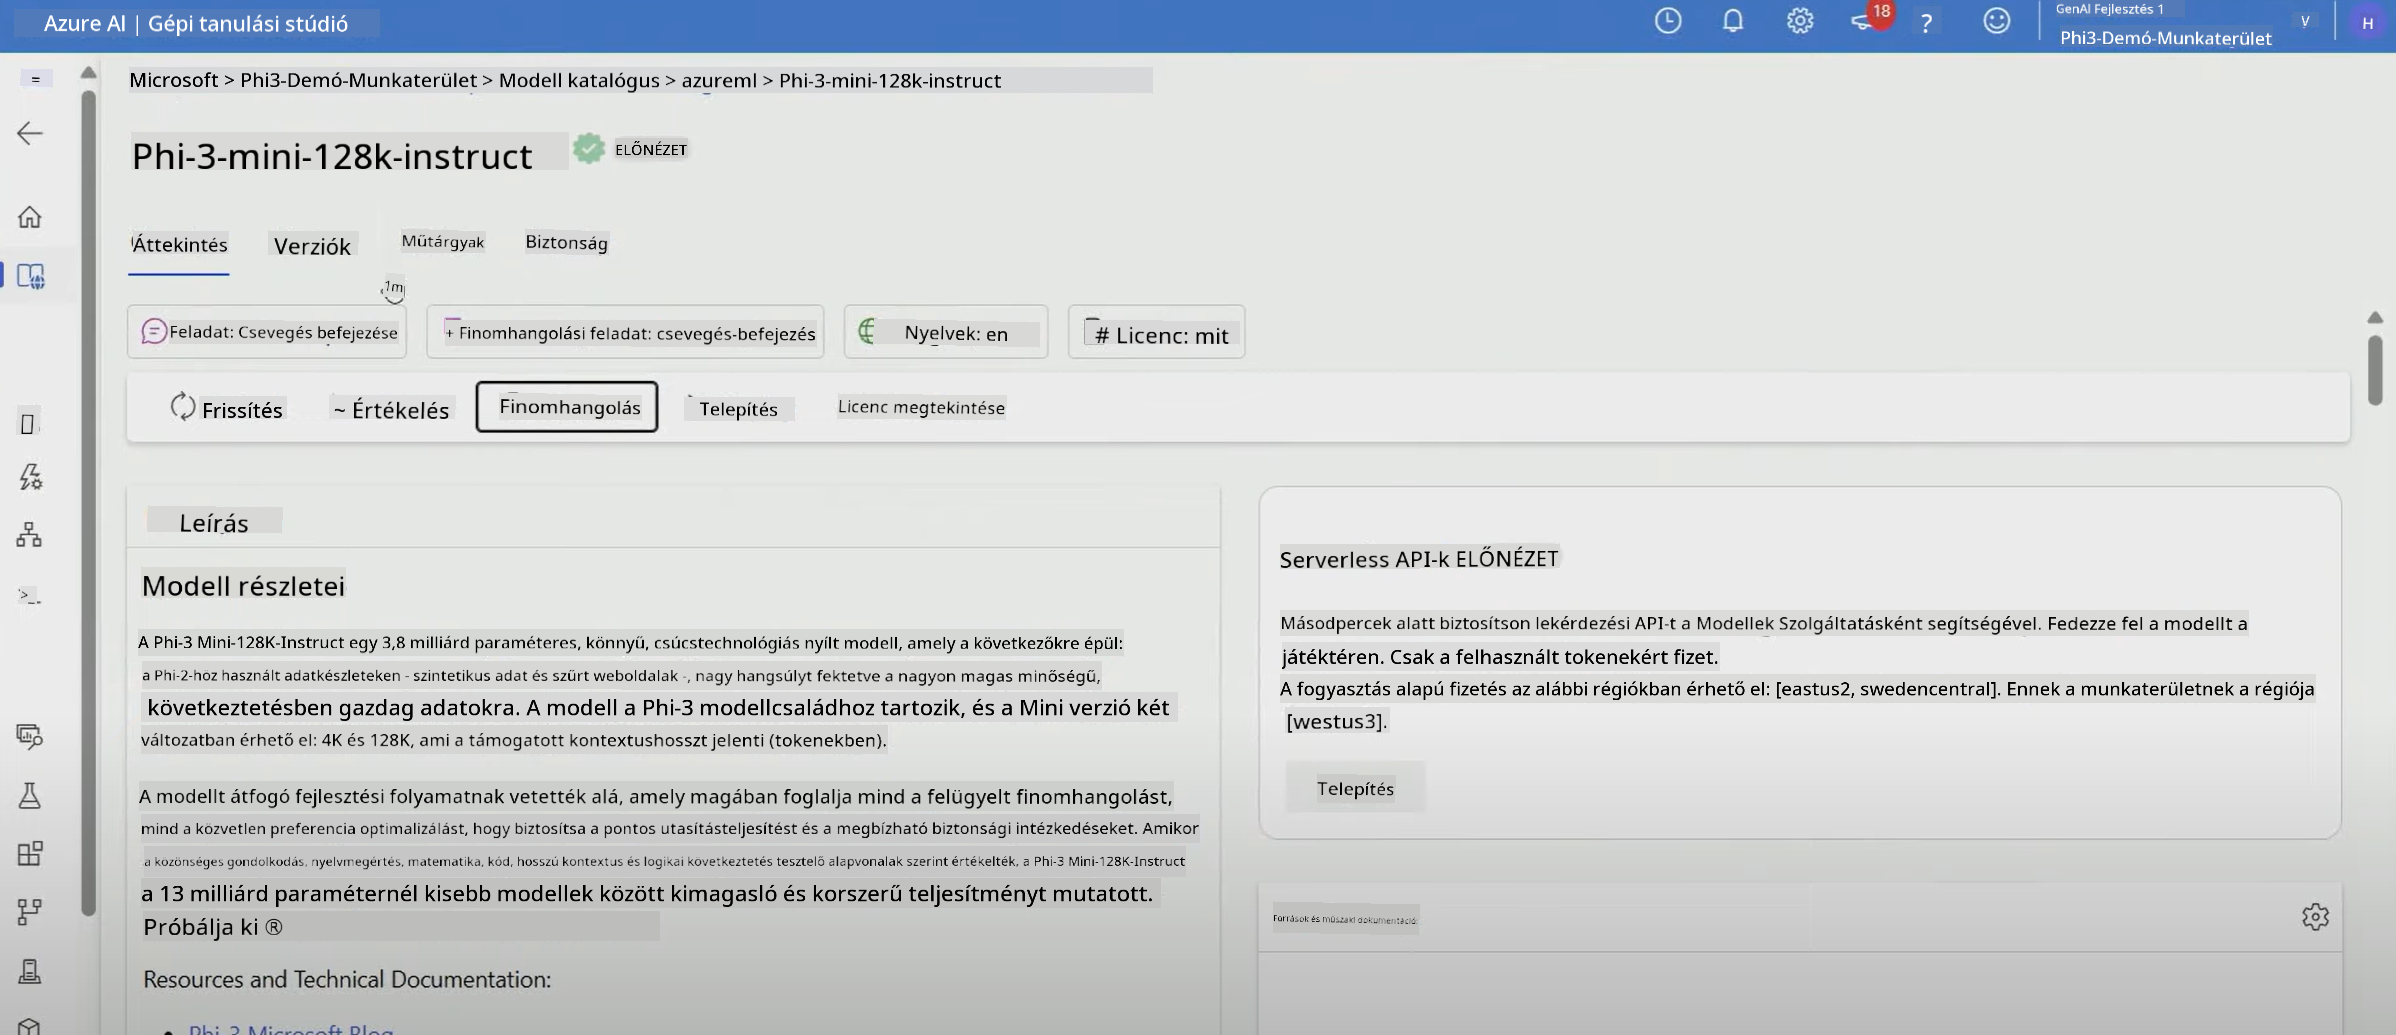 Azure AI | Gépi tanulási stúdió
18
?
GenAI Fejlesztés 1
Phi3-Demó-Munkaterület
V
H
Microsoft > Phi3-Demó-Munkaterület > Modell katalógus > azureml > Phi-3-mini-128k-instruct
Phi-3-mini-128k-instruct
ELŐNÉZET
Áttekintés
Verziók
Műtárgyak
Biztonság
1m
Feladat: Csevegés befejezése
+ Finomhangolási feladat: csevegés-befejezés
Nyelvek: en
# Licenc: mit
Frissítés
~ Értékelés
Finomhangolás
Telepítés
Licenc megtekintése
Leírás
Modell részletei
A Phi-3 Mini-128K-Instruct egy 3,8 milliárd paraméteres, könnyű, csúcstechnológiás nyílt modell, amely a következőkre épül:
a Phi-2-höz használt adatkészleteken - szintetikus adat és szűrt weboldalak -, nagy hangsúlyt fektetve a nagyon magas minőségű,
következtetésben gazdag adatokra. A modell a Phi-3 modellcsaládhoz tartozik, és a Mini verzió két
változatban érhető el: 4K és 128K, ami a támogatott kontextushosszt jelenti (tokenekben).
A modellt átfogó fejlesztési folyamatnak vetették alá, amely magában foglalja mind a felügyelt finomhangolást,
mind a közvetlen preferencia optimalizálást, hogy biztosítsa a pontos utasításteljesítést és a megbízható biztonsági intézkedéseket. Amikor
a közönséges gondolkodás, nyelvmegértés, matematika, kód, hosszú kontextus és logikai következtetés tesztelő alapvonalak szerint értékelték, a Phi-3 Mini-128K-Instruct
a 13 milliárd paraméternél kisebb modellek között kimagasló és korszerű teljesítményt mutatott.
Próbálja ki ®
Resources and Technical Documentation:
• Phi-3 Microsoft Blog
Serverless API-k ELŐNÉZET
Másodpercek alatt biztosítson lekérdezési API-t a Modellek Szolgáltatásként segítségével. Fedezze fel a modellt a
játéktéren. Csak a felhasznált tokenekért fizet.
A fogyasztás alapú fizetés az alábbi régiókban érhető el: [eastus2, swedencentral]. Ennek a munkaterületnek a régiója
[westus3].
Telepítés
Források és műszaki dokumentáció: